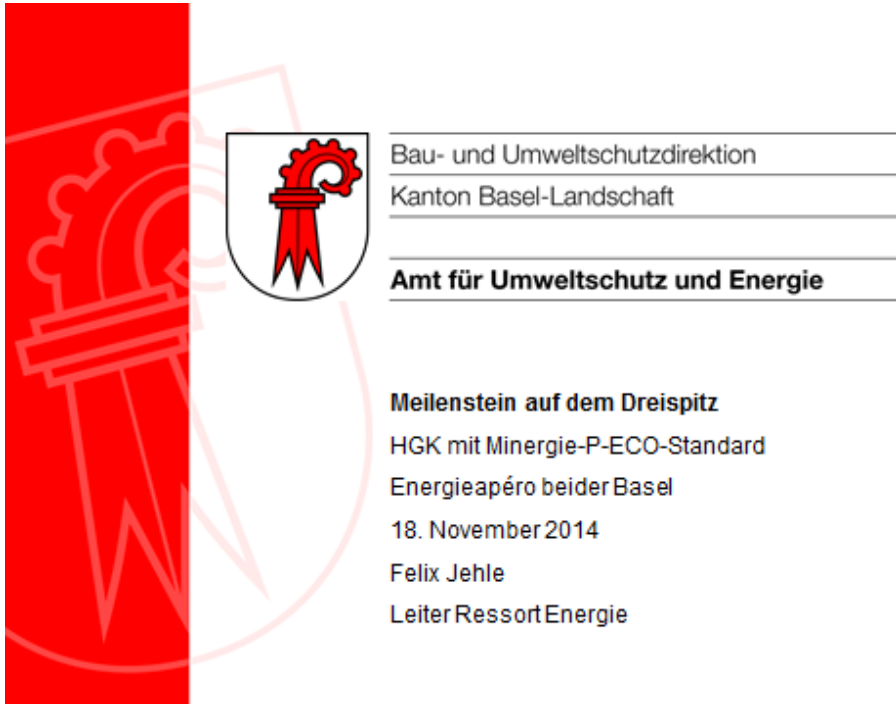 Bau- und Umweltschutzdirektion
Kanton Basel-Landschaft
Amt für Umweltschutz und Energie
Meilenstein auf dem Dreispitz
HGK mit Minergie-P-ECO-Standard
Energieapéro beider Basel
18. November 2014
Felix Jehle
Leiter Ressort Energie